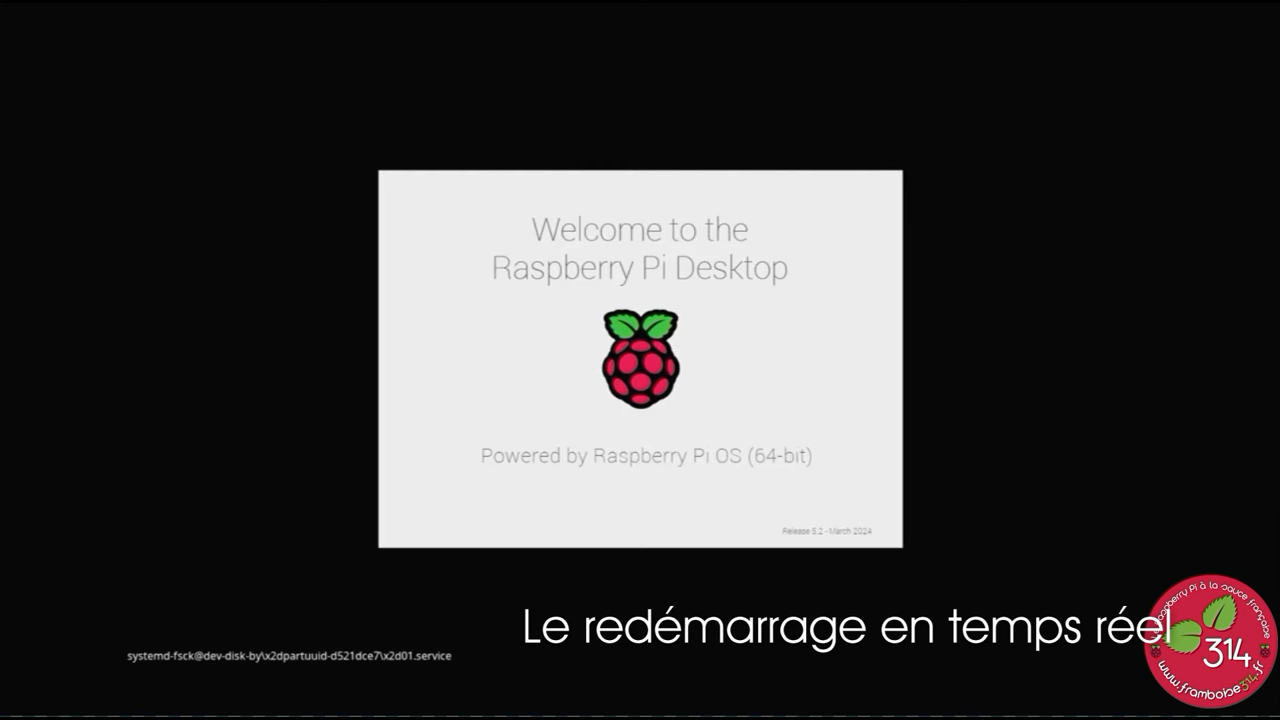 Welcome to the
Raspberry Pi Desktop
Powered by Raspberry Pi OS (64-bit)
Release 5.2 - March 2024
Le redémarrage en temps réel
systemd-fsck@dev-disk-by\x2dpartuuid-d521dce7\x2d01.service
Raspberry Pi à la sauce française
314
www.framboise314.fr